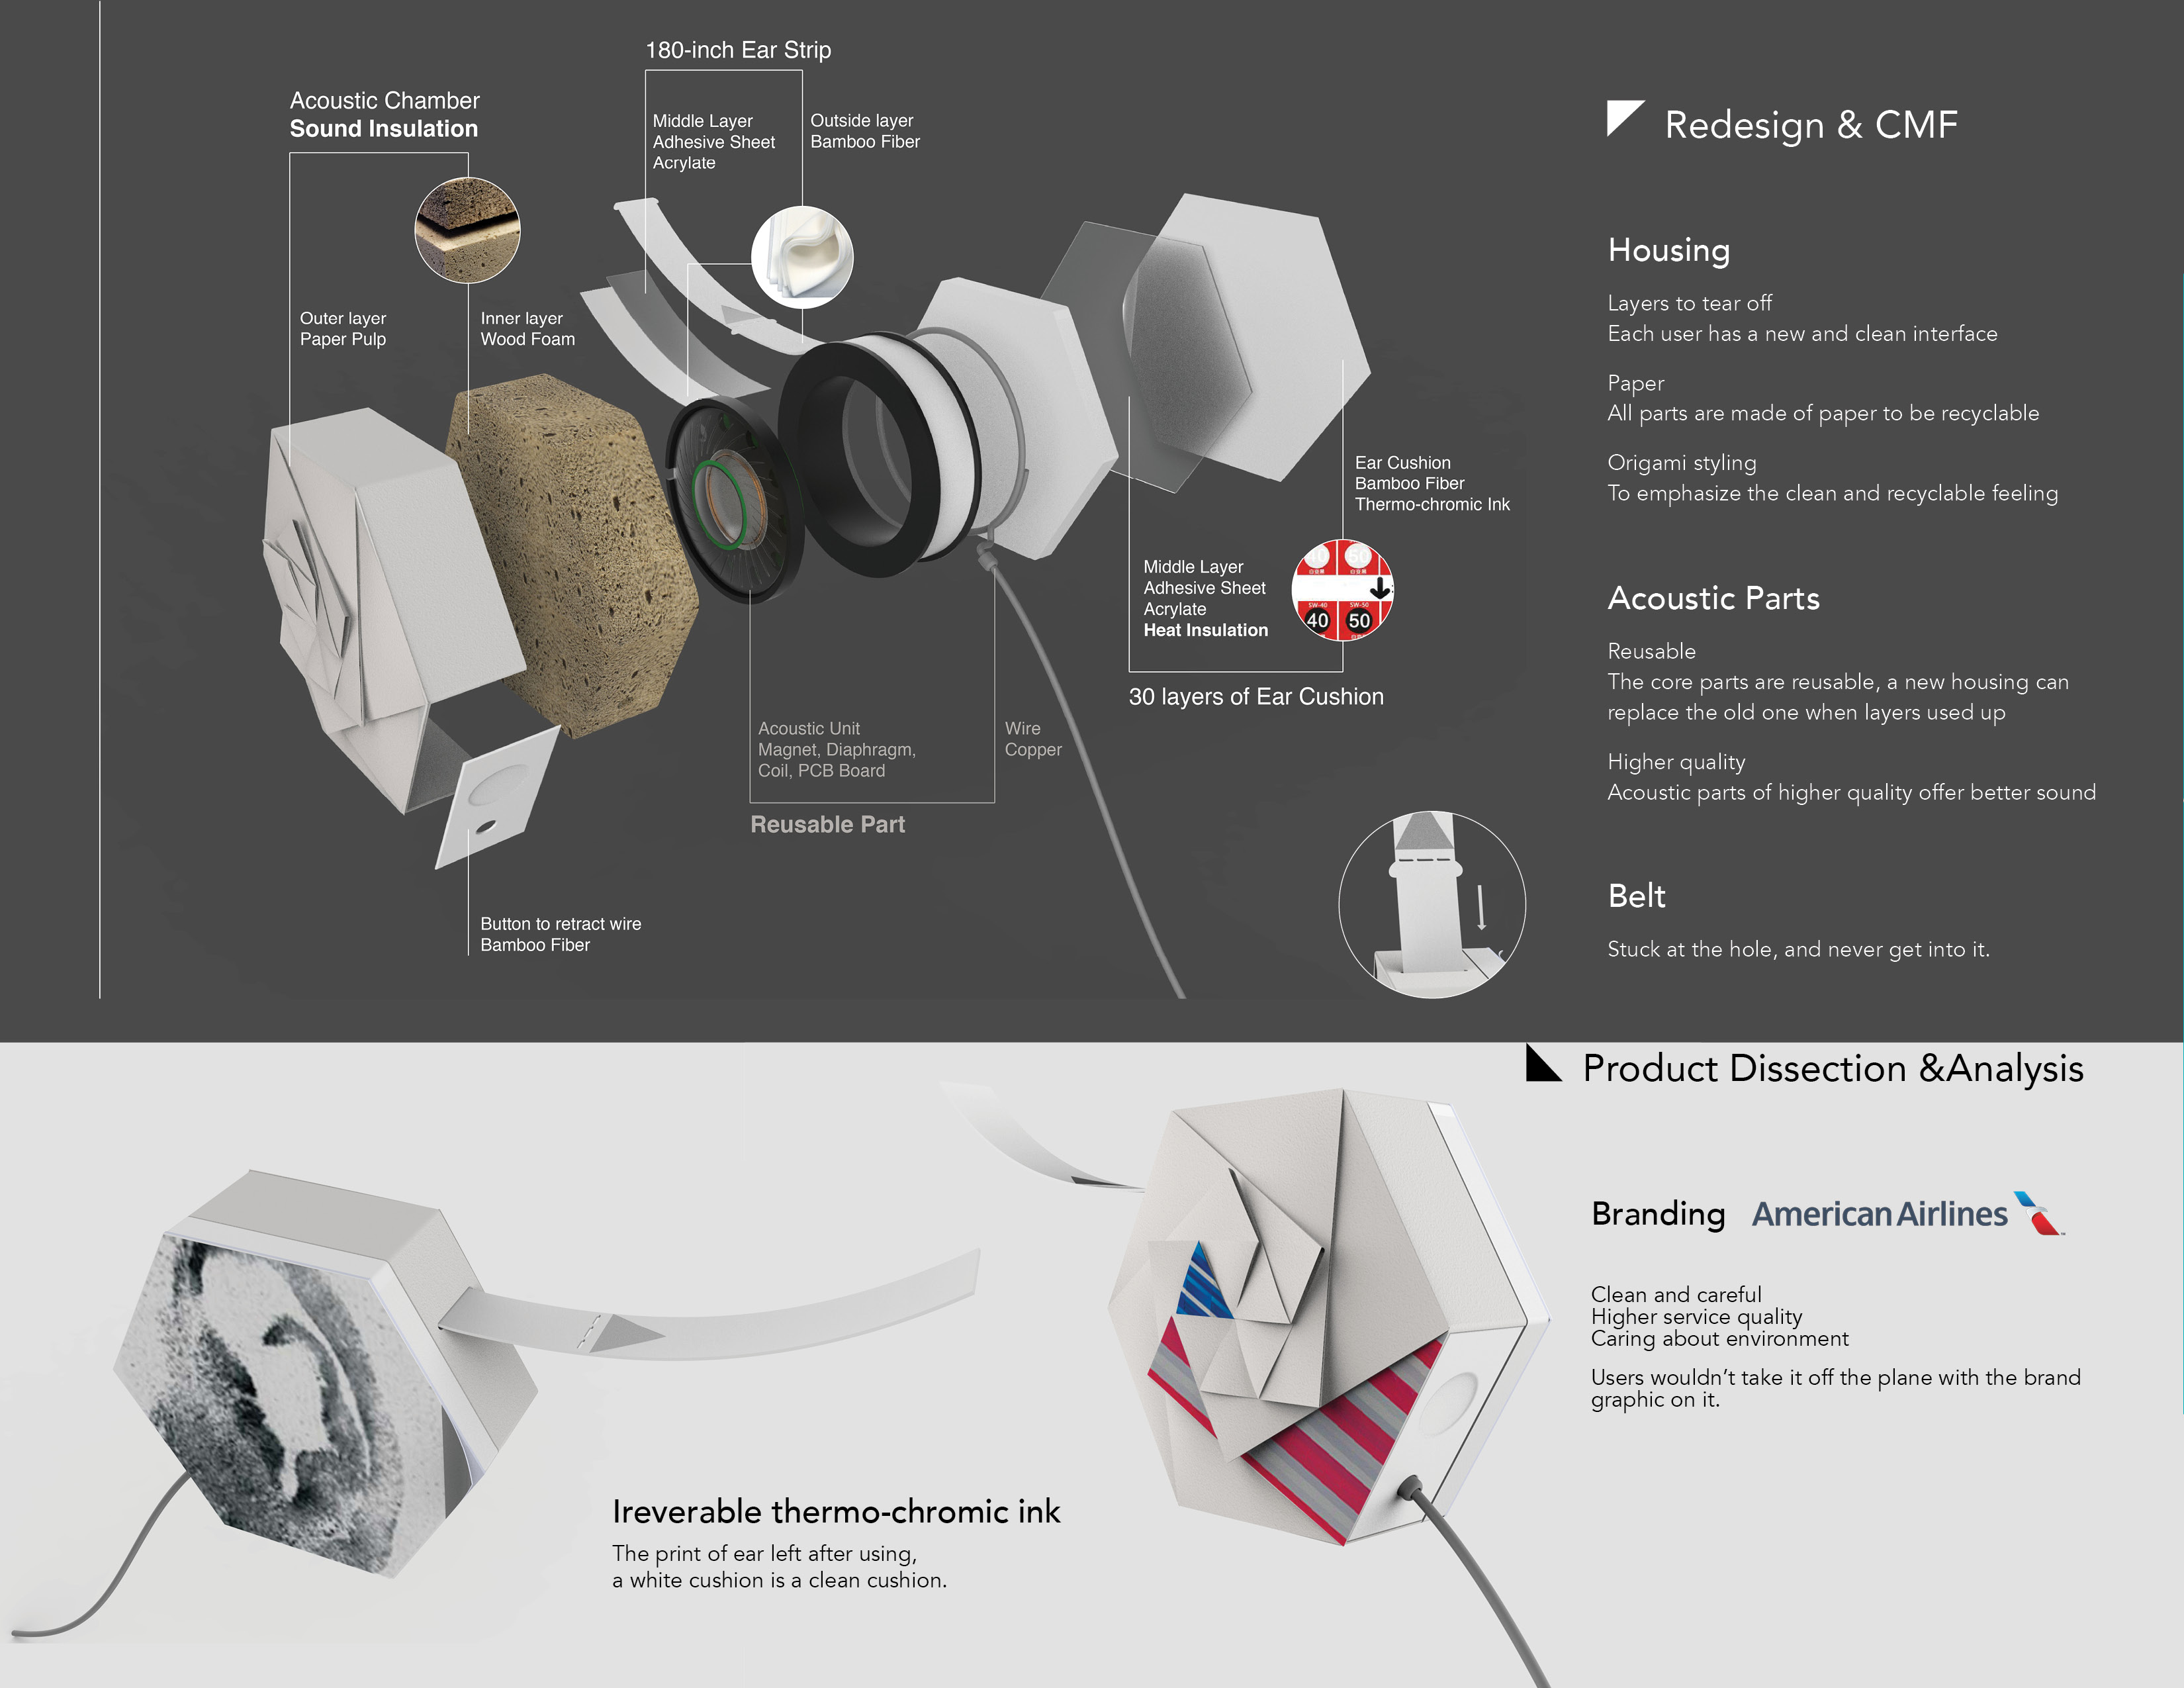 180-inch Ear Strip
Acoustic Chamber
Sound Insulation
Middle Layer
Adhesive Sheet
Acrylate
Outside layer
Bamboo Fiber
Outer layer
Paper Pulp
Inner layer
Wood Foam
Ear Cushion
Bamboo Fiber
Thermo-chromic Ink
Middle Layer
Adhesive Sheet
Acrylate
Heat Insulation
SW-40
SW-50
40
50
30 layers of Ear Cushion
Acoustic Unit
Magnet, Diaphragm,
Coil, PCB Board
Wire
Copper
Reusable Part
Button to retract wire
Bamboo Fiber
Redesign & CMF
Housing
Layers to tear off
Each user has a new and clean interface
Paper
All parts are made of paper to be recyclable
Origami styling
To emphasize the clean and recyclable feeling
Acoustic Parts
Reusable
The core parts are reusable, a new housing can
replace the old one when layers used up
Higher quality
Acoustic parts of higher quality offer better sound
Belt
Stuck at the hole, and never get into it.
Product Dissection &Analysis
Branding
American Airlines
Clean and careful
Higher service quality
Caring about environment
Users wouldn't take it off the plane with the brand
graphic on it.
Ireverable thermo-chromic ink
The print of ear left after using,
a white cushion is a clean cushion.